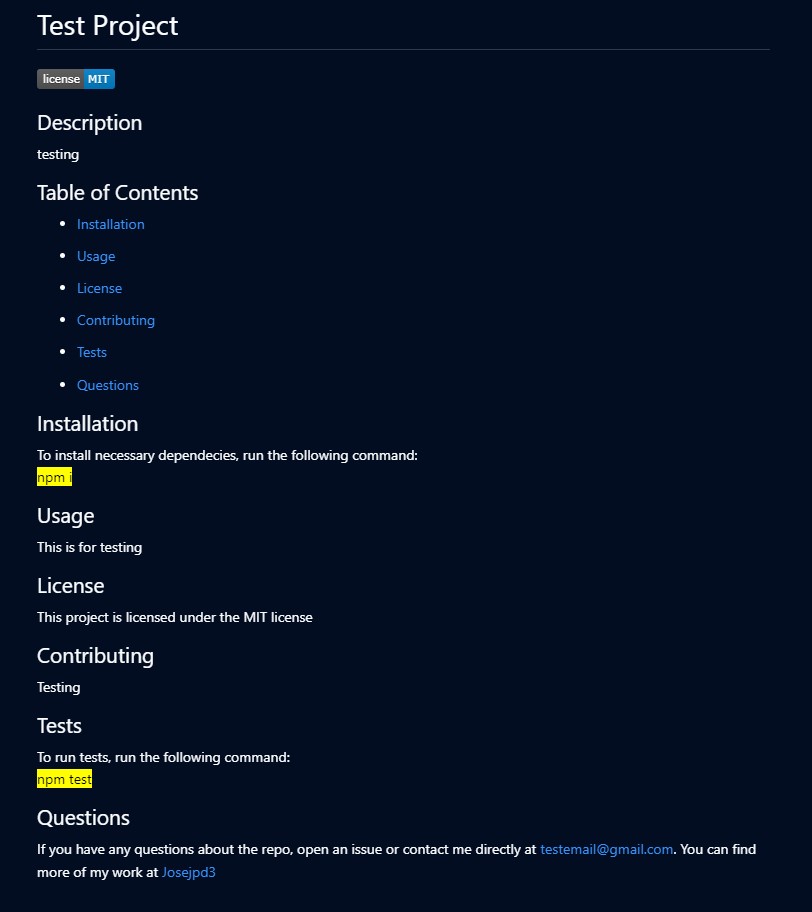 Test Project
license MIT
Description
testing
Table of Contents
Installation
Usage
License
Contributing
Tests
Questions
Installation
To install necessary dependecies, run the following command:
npm i
Usage
This is for testing
License
This project is licensed under the MIT license
Contributing
Testing
Tests
To run tests, run the following command:
npm test
Questions
If you have any questions about the repo, open an issue or contact me directly at testemail@gmail.com. You can find
more of my work at Josejpd3